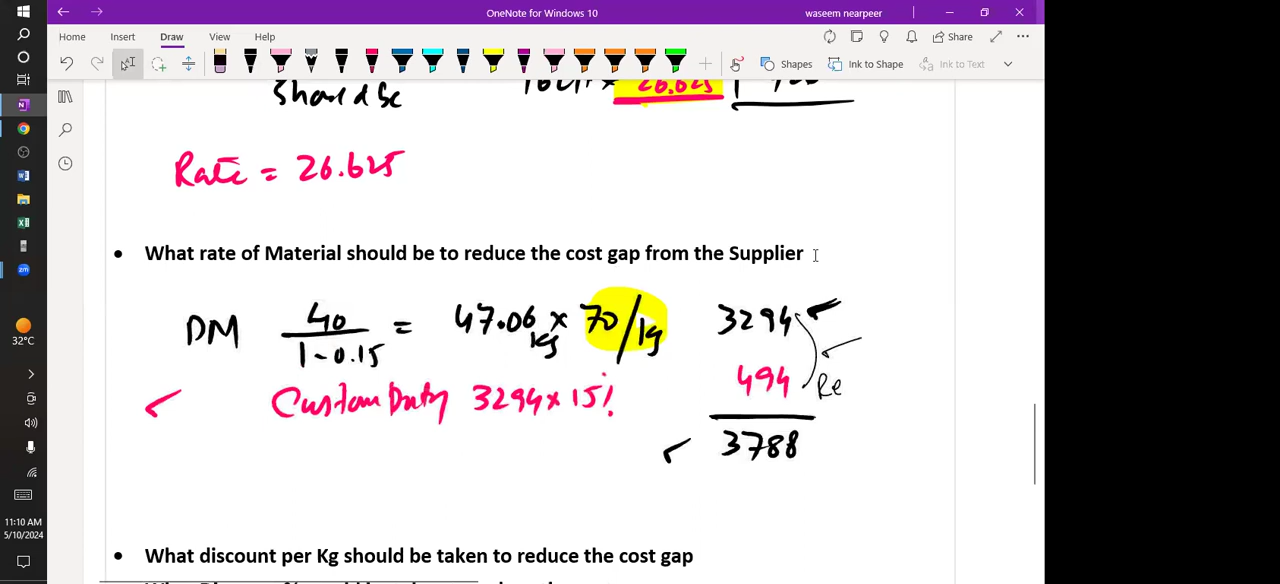 OneNote for Windows 10
waseem nearpeer
Home Insert Draw View Help
Share
Shapes Ink to Shape Ink to Text
Should be
26.625
Rate = 26.625
• What rate of Material should be to reduce the cost gap from the Supplier
DM 40 / 1-0.15 = 47.06 kg × 70/kg 3294
Custom Duty 3294 × 15% 494 Re
3788
• What discount per Kg should be taken to reduce the cost gap
32°C
11:10 AM
5/10/2024